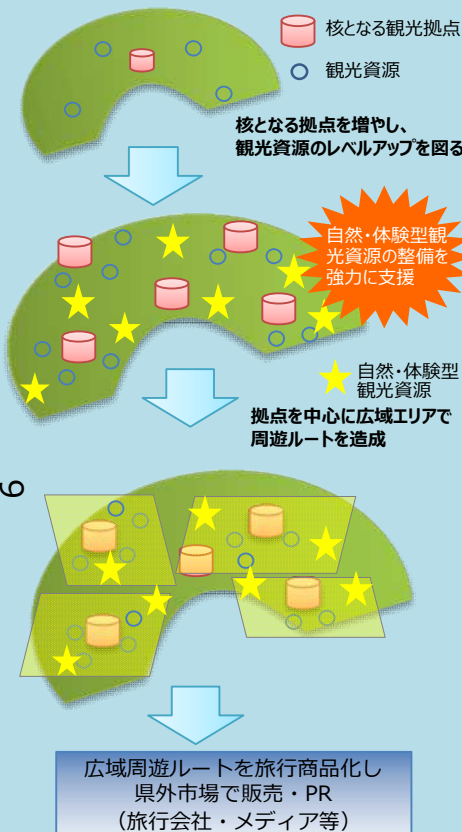 核となる観光拠点
観光資源
核となる拠点を増やし、
観光資源のレベルアップを図る
自然・体験型観
光資源の整備を
強力に支援
自然・体験型
観光資源
拠点を中心に広域エリアで
周遊ルートを造成
9
広域周遊ルートを旅行商品化し
県外市場で販売・PR
（旅行会社・メディア等）